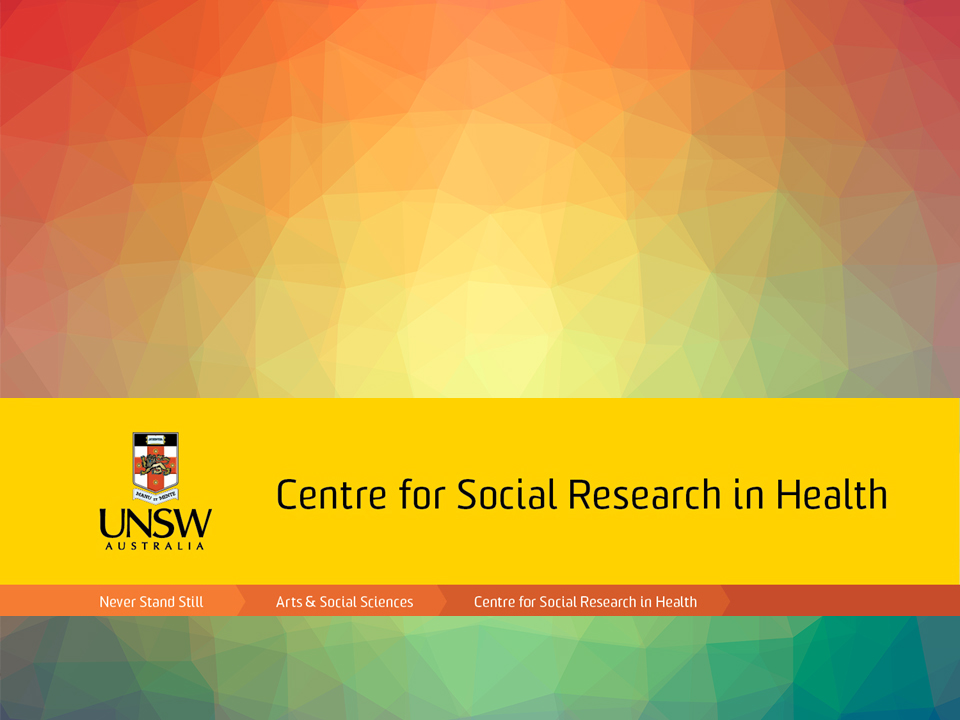 MANU ET MENTE
UNSW
AUSTRALIA
Centre for Social Research in Health
Never Stand Still
Arts & Social Sciences
Centre for Social Research in Health